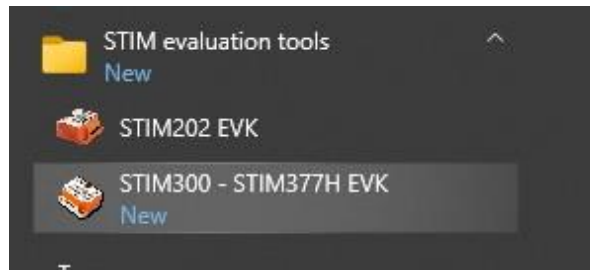 STIM evaluation tools
New
STIM202 EVK
STIM300 - STIM377H EVK
New